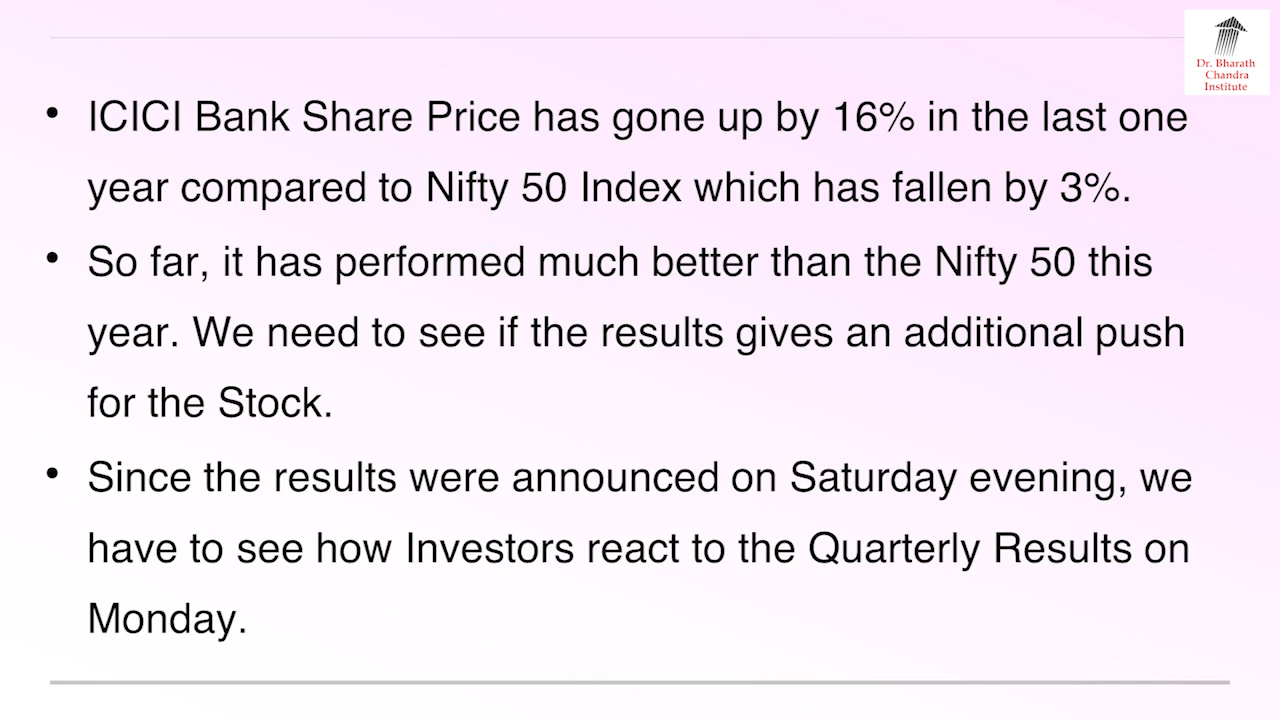 Dr. Bharath
Chandra
Institute
• ICICI Bank Share Price has gone up by 16% in the last one
year compared to Nifty 50 Index which has fallen by 3%.
• So far, it has performed much better than the Nifty 50 this
year. We need to see if the results gives an additional push
for the Stock.
• Since the results were announced on Saturday evening, we
have to see how Investors react to the Quarterly Results on
Monday.